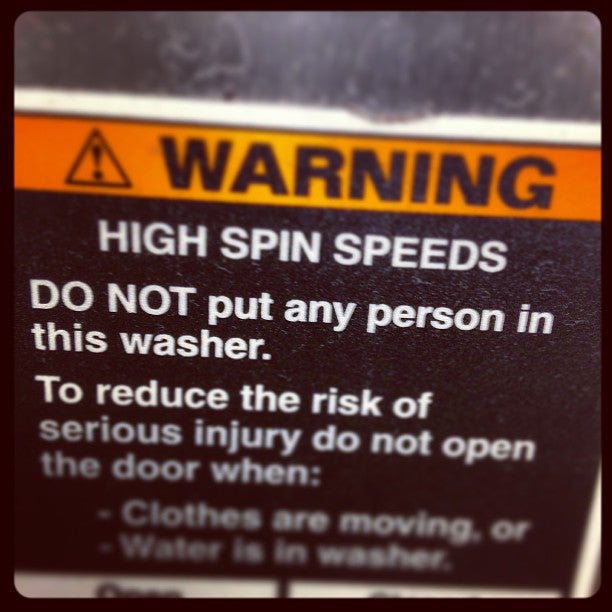 WARNING
HIGH SPIN SPEEDS
DO NOT put any person in
this washer.
To reduce the risk of
serious injury do not open
the door when:
- Clothes are moving, or
- Water is in washer.